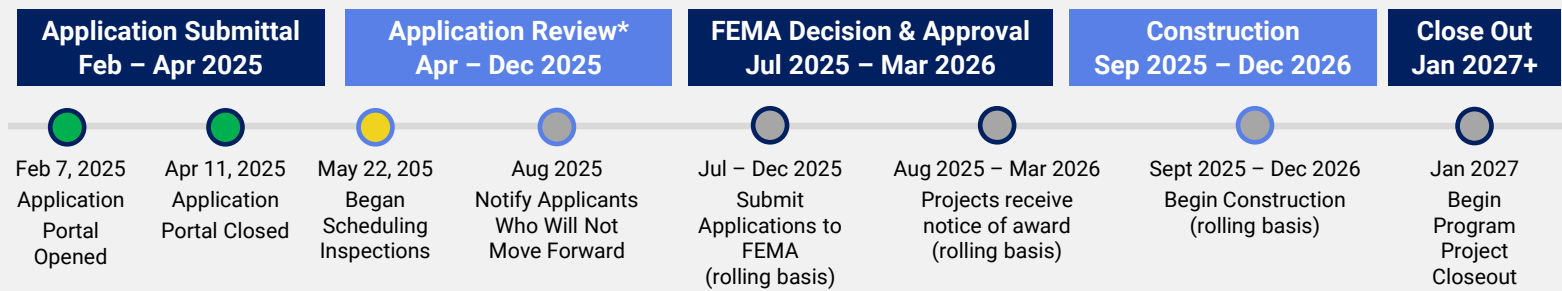 Application Submittal
Feb – Apr 2025
Application Review*
Apr – Dec 2025
FEMA Decision & Approval
Jul 2025 – Mar 2026
Construction
Sep 2025 – Dec 2026
Close Out
Jan 2027+
Feb 7, 2025
Application
Portal
Opened
Apr 11, 2025
Application
Portal Closed
May 22, 205
Began
Scheduling
Inspections
Aug 2025
Notify Applicants
Who Will Not
Move Forward
Jul – Dec 2025
Submit
Applications to
FEMA
(rolling basis)
Aug 2025 – Mar 2026
Projects receive
notice of award
(rolling basis)
Sept 2025 – Dec 2026
Begin Construction
(rolling basis)
Jan 2027
Begin
Program
Project
Closeout